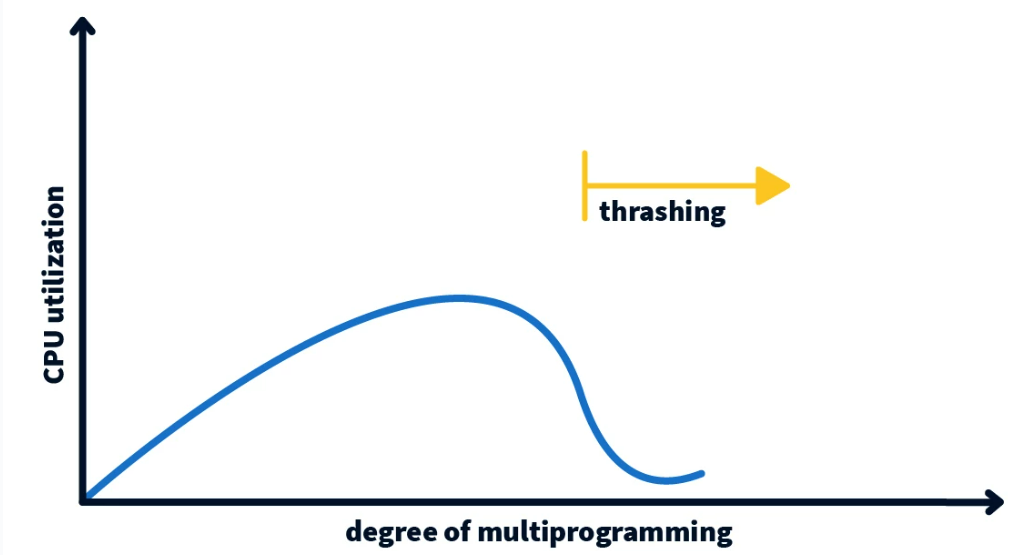 thrashing
CPU utilization
degree of multiprogramming